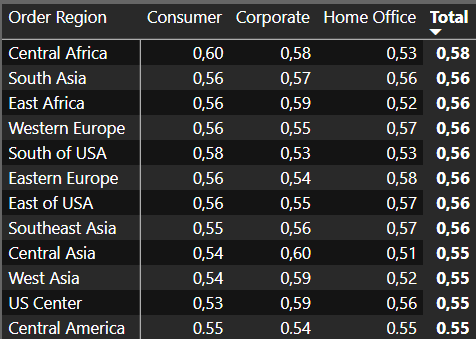 Order Region Consumer Corporate Home Office Total
Central Africa 0,60 0,58 0,53 0,58
South Asia 0,56 0,57 0,56 0,56
East Africa 0,56 0,59 0,52 0,56
Western Europe 0,56 0,55 0,57 0,56
South of USA 0,58 0,53 0,53 0,56
Eastern Europe 0,56 0,54 0,58 0,56
East of USA 0,56 0,55 0,57 0,56
Southeast Asia 0,55 0,56 0,57 0,56
Central Asia 0,54 0,60 0,51 0,55
West Asia 0,54 0,59 0,52 0,55
US Center 0,53 0,59 0,56 0,55
Central America 0,55 0,54 0,55 0,55